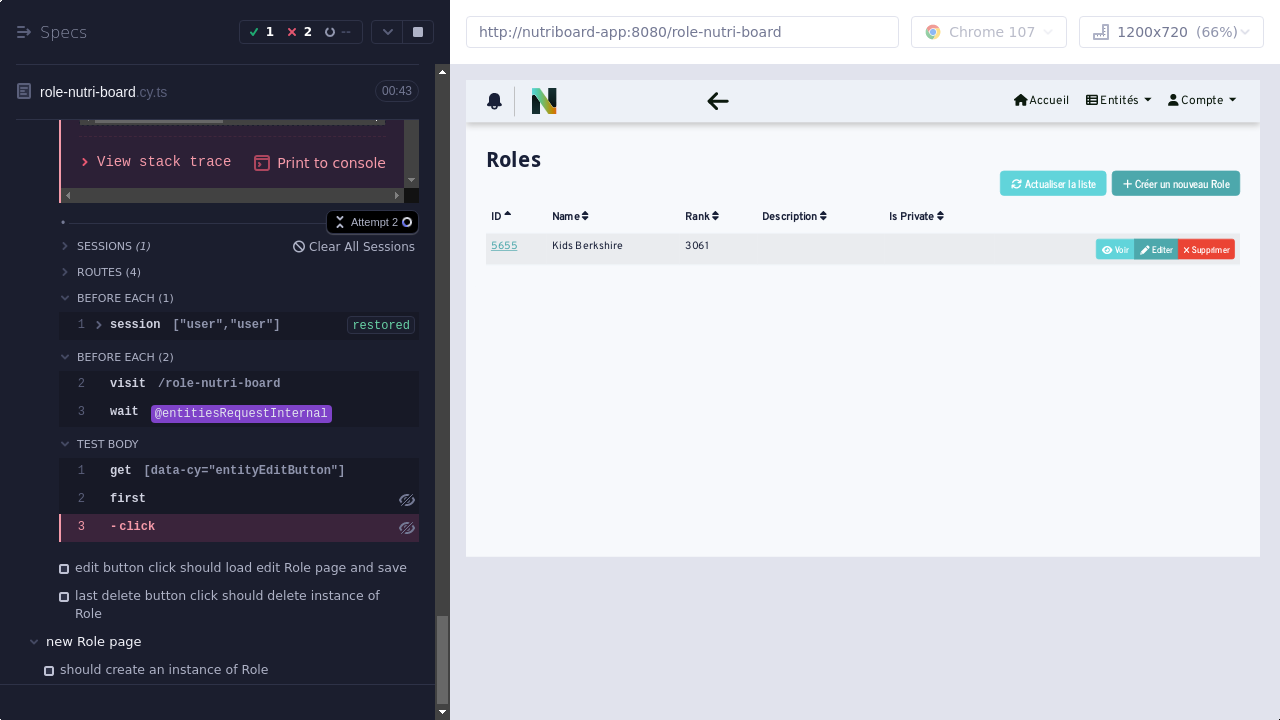 Specs
1
2
--
role-nutri-board.cy.ts
00:43
View stack trace
Print to console
Attempt 2
SESSIONS (1)
Clear All Sessions
ROUTES (4)
BEFORE EACH (1)
1 session ["user","user"] restored
BEFORE EACH (2)
2 visit /role-nutri-board
3 wait @entitiesRequestInternal
TEST BODY
1 get [data-cy="entityEditButton"]
2 first
3 -click
edit button click should load edit Role page and save
last delete button click should delete instance of
Role
new Role page
should create an instance of Role
http://nutriboard-app:8080/role-nutri-board
Chrome 107
1200x720 (66%)
N
Accueil
Entités
Compte
Roles
Actualiser la liste
Créer un nouveau Role
ID Name Rank Description Is Private
5655 Kids Berkshire 3061 Voir Editer Supprimer